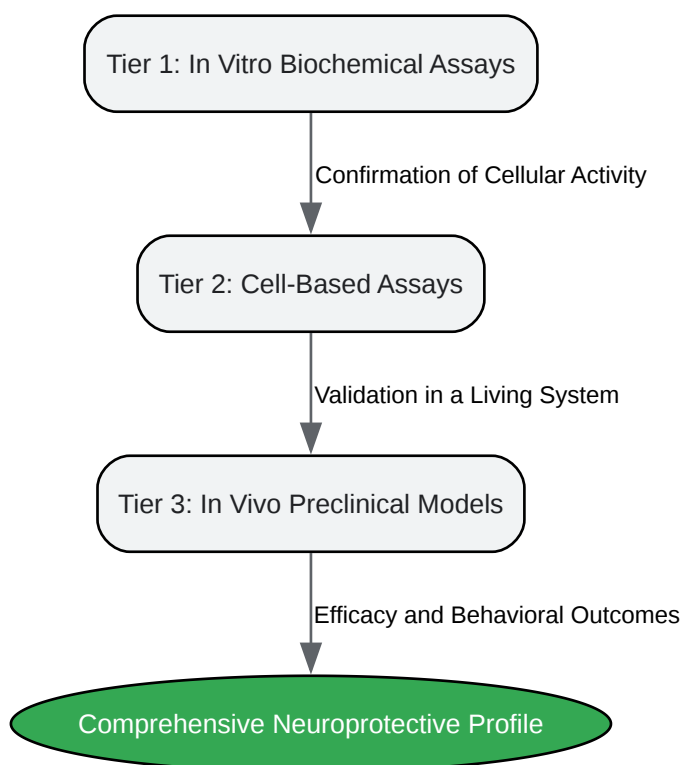 Tier 1: In Vitro Biochemical Assays
Confirmation of Cellular Activity
Tier 2: Cell-Based Assays
Validation in a Living System
Tier 3: In Vivo Preclinical Models
Efficacy and Behavioral Outcomes
Comprehensive Neuroprotective Profile